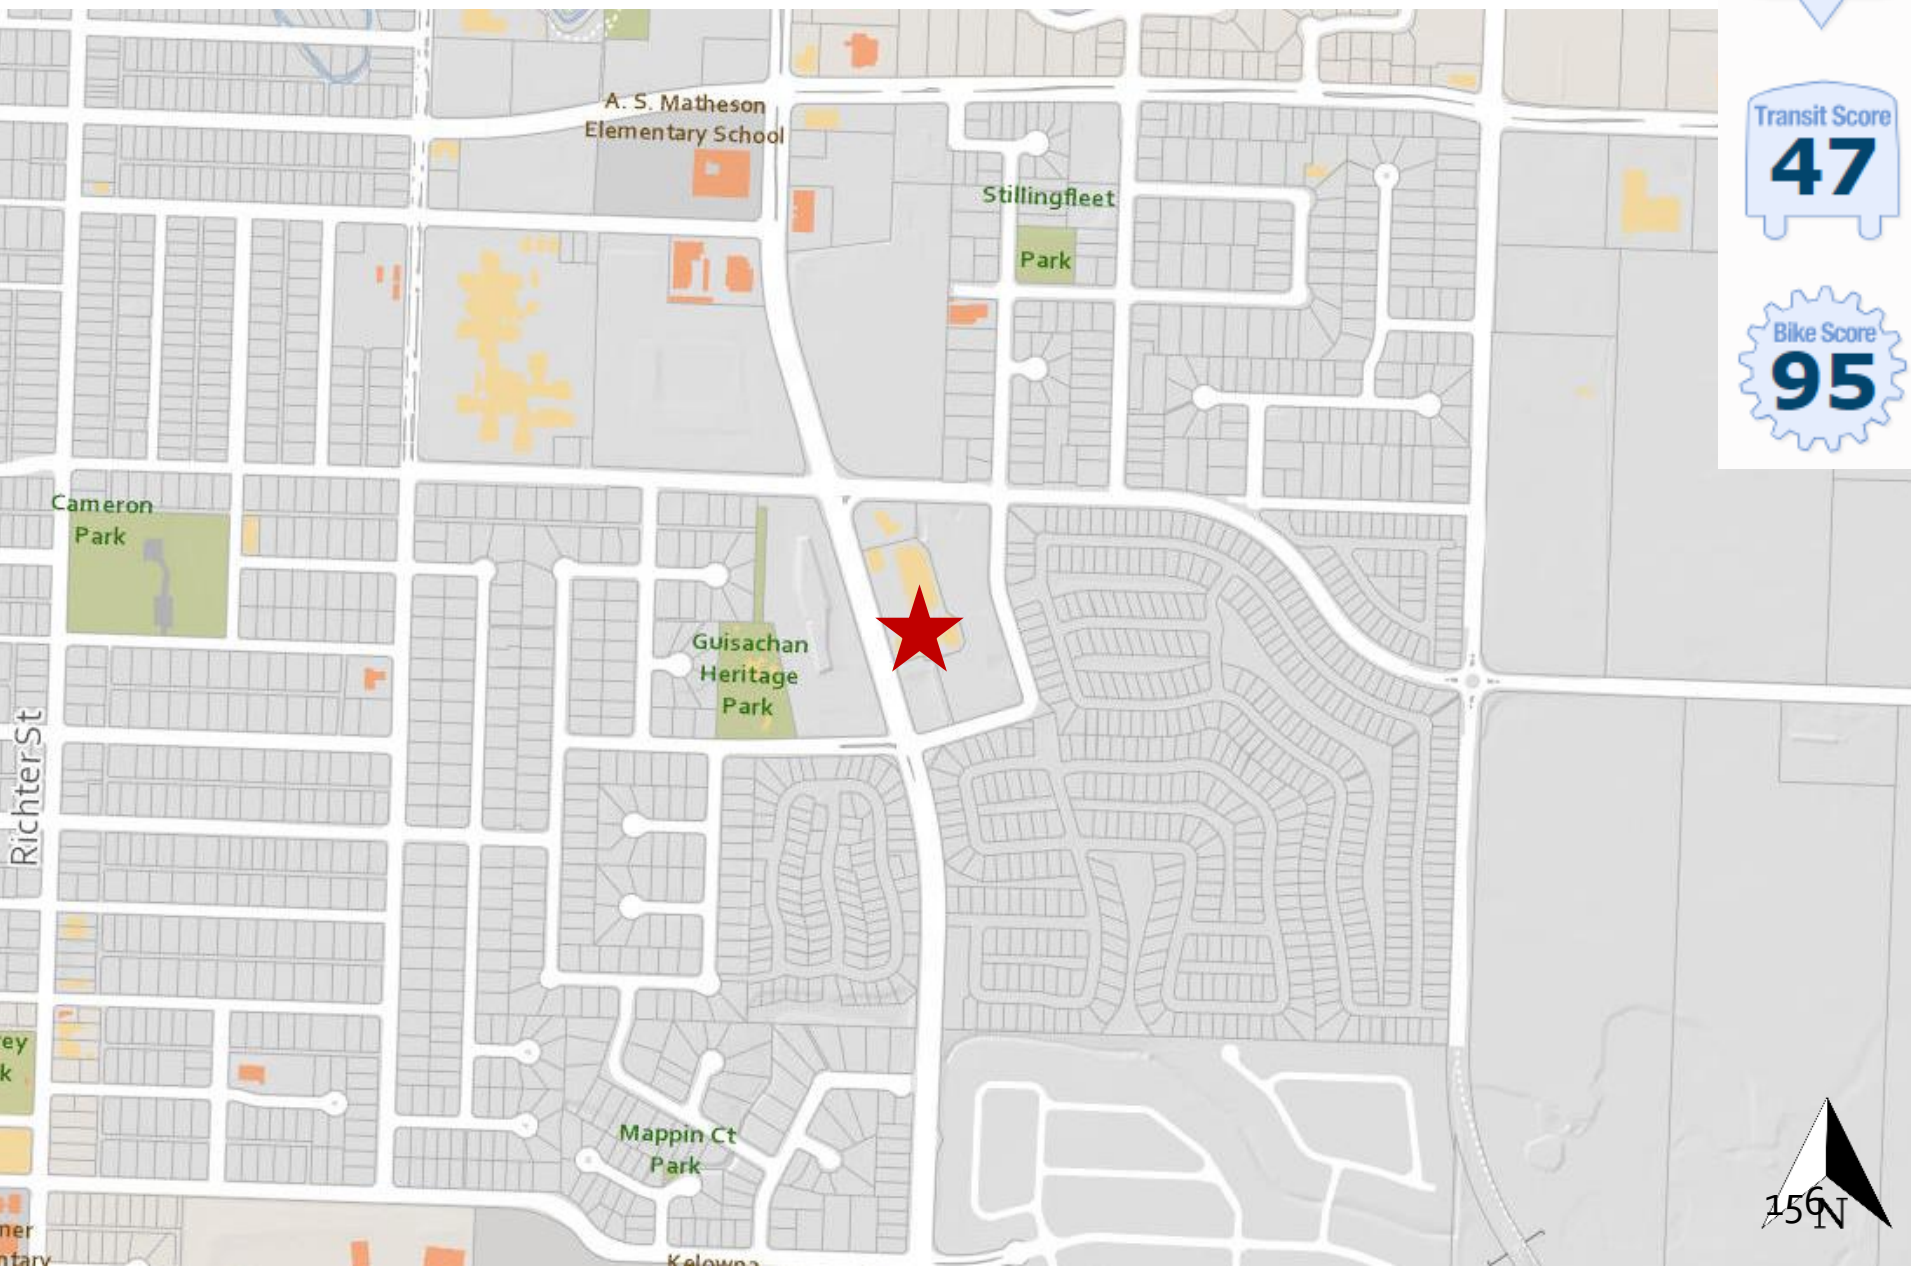 A. S. Matheson
Elementary School
Transit Score
47
Stillingfleet
Park
Bike Score
95
Cameron
Park
Guisachan
Heritage
Park
Richter St
Mappin Ct
Park
Kelowna
156
N